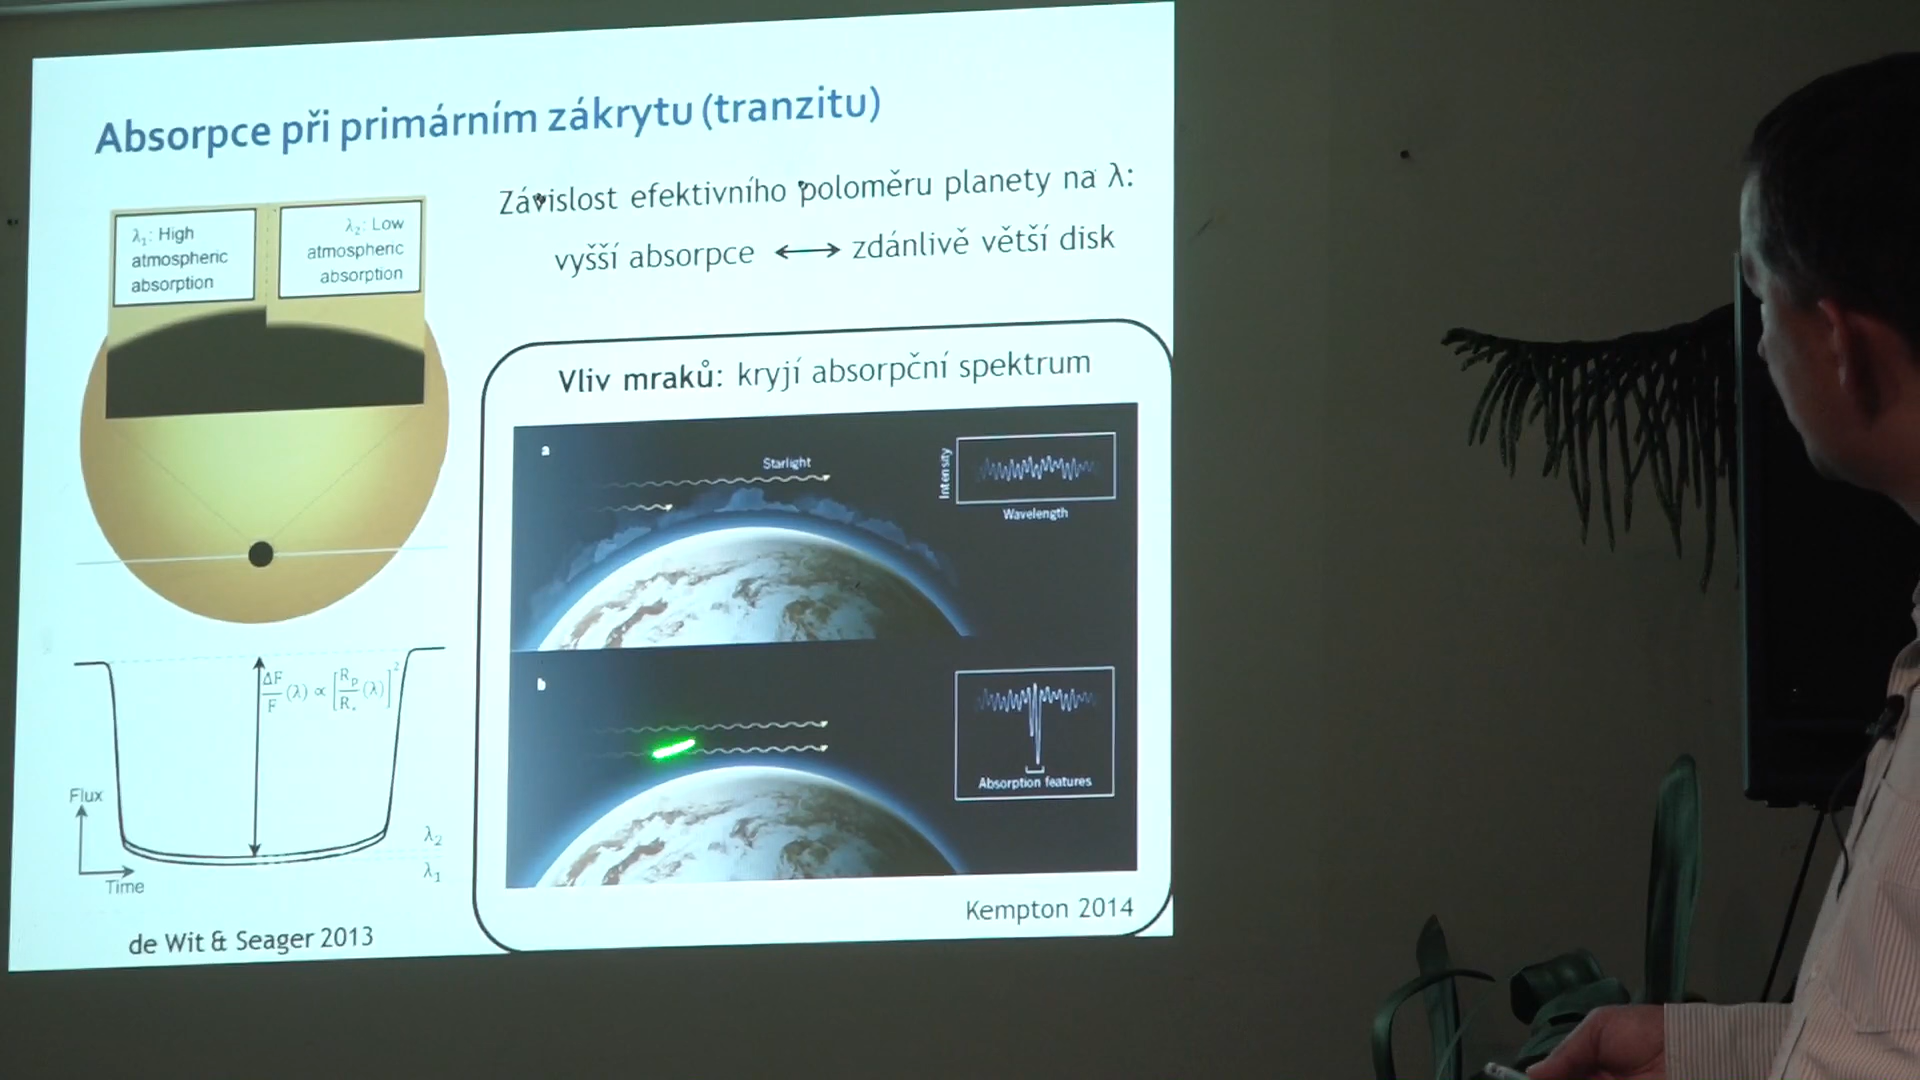 Absorpce při primárním zákrytu (tranzitu)
λ₁: High
atmospheric
absorption
λ₂: Low
atmospheric
absorption
Závislost efektivního poloměru planety na λ:
vyšší absorpce ⟷ zdánlivě větší disk
Vliv mraků: kryjí absorpční spektrum
a
Starlight
Intensity
Wavelength
b
Absorption features
Kempton 2014
ΔF/F (λ) ∝ [Rₚ/R⋆ (λ)]²
Flux
Time
λ₂
λ₁
de Wit & Seager 2013